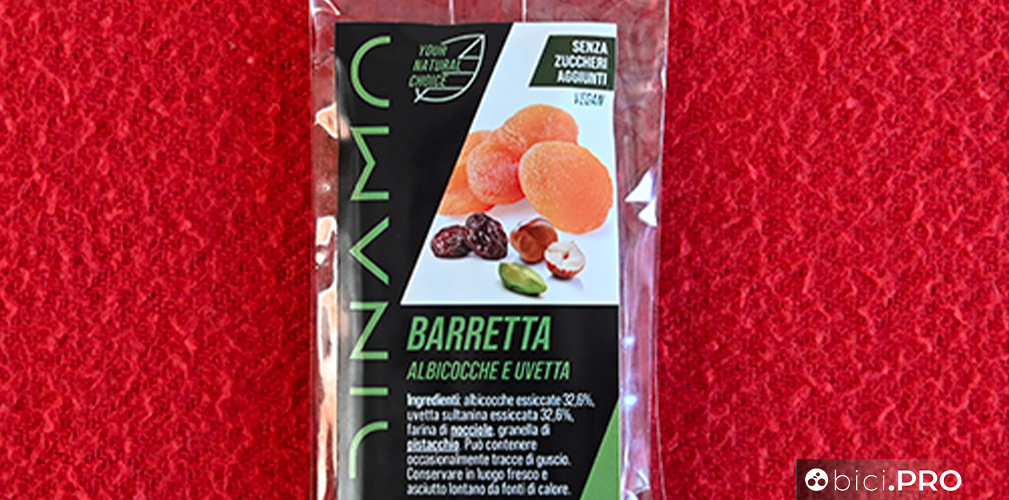 YOUR
NATURAL
CHOICE
SENZA
ZUCCHERI
AGGIUNTI
VEGAN
BARRETTA
ALBICOCCHE E UVETTA
Ingredienti: albicocche essiccate 32,6%,
uvetta sultanina essiccata 32,6%,
farina di nocciole, granella di
pistacchio. Può contenere
occasionalmente tracce di guscio.
Conservare in luogo fresco e
asciutto lontano da fonti di calore.
bici.PRO